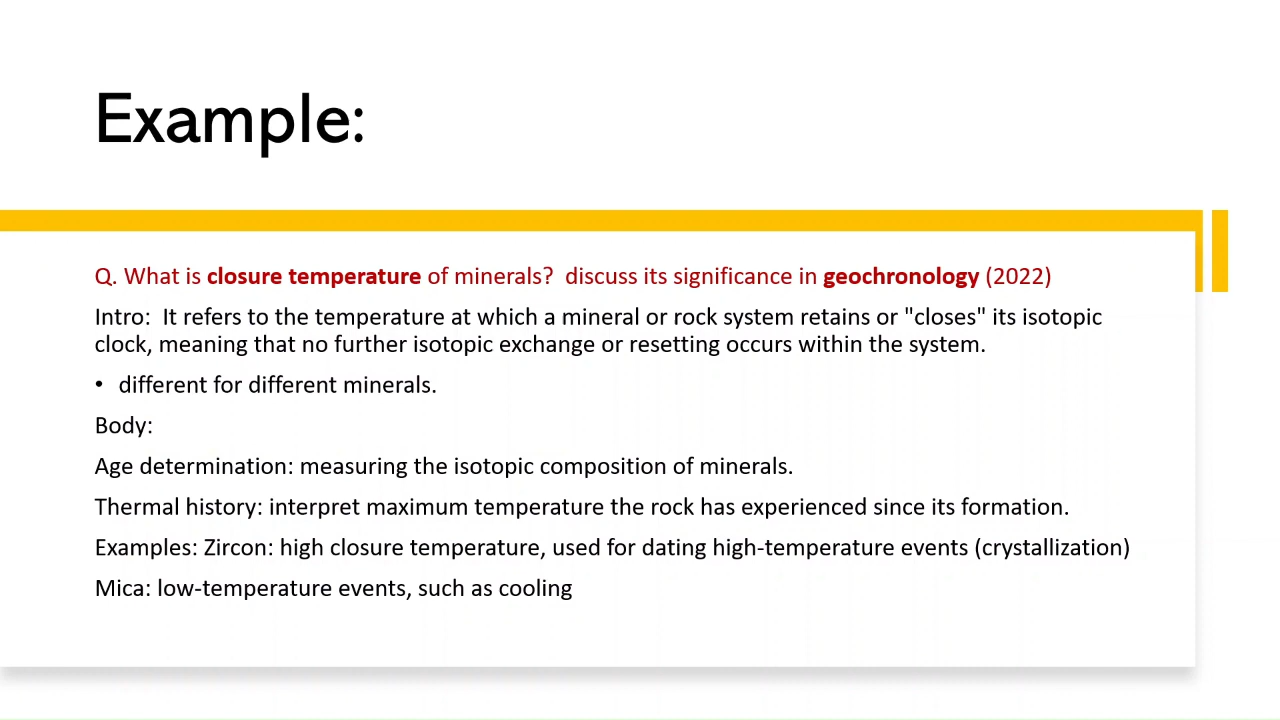 Example:
Q. What is closure temperature of minerals?  discuss its significance in geochronology (2022)
Intro:  It refers to the temperature at which a mineral or rock system retains or "closes" its isotopic
clock, meaning that no further isotopic exchange or resetting occurs within the system.
• different for different minerals.
Body:
Age determination: measuring the isotopic composition of minerals.
Thermal history: interpret maximum temperature the rock has experienced since its formation.
Examples: Zircon: high closure temperature, used for dating high-temperature events (crystallization)
Mica: low-temperature events, such as cooling